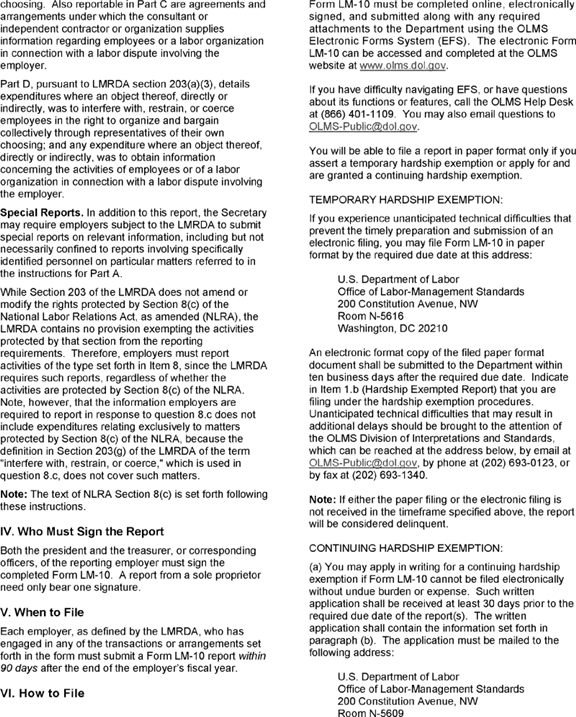 choosing. Also reportable in Part C are agreements and
arrangements under which the consultant or
independent contractor or organization supplies
information regarding employees or a labor organization
in connection with a labor dispute involving the
employer.
Part D, pursuant to LMRDA section 203(a)(3), details
expenditures where an object thereof, directly or
indirectly, was to interfere with, restrain, or coerce
employees in the right to organize and bargain
collectively through representatives of their own
choosing; and any expenditure where an object thereof,
directly or indirectly, was to obtain information
concerning the activities of employees or of a labor
organization in connection with a labor dispute involving
the employer.
Special Reports. In addition to this report, the Secretary
may require employers subject to the LMRDA to submit
special reports on relevant information, including but not
necessarily confined to reports involving specifically
identified personnel on particular matters referred to in
the instructions for Part A.
While Section 203 of the LMRDA does not amend or
modify the rights protected by Section 8(c) of the
National Labor Relations Act, as amended (NLRA), the
LMRDA contains no provision exempting the activities
protected by that section from the reporting
requirements. Therefore, employers must report
activities of the type set forth in Item 8, since the LMRDA
requires such reports, regardless of whether the
activities are protected by Section 8(c) of the NLRA.
Note, however, that the information employers are
required to report in response to question 8.c does not
include expenditures relating exclusively to matters
protected by Section 8(c) of the NLRA, because the
definition in Section 203(g) of the LMRDA of the term
"interfere with, restrain, or coerce," which is used in
question 8.c, does not cover such matters.
Note: The text of NLRA Section 8(c) is set forth following
these instructions.
IV. Who Must Sign the Report
Both the president and the treasurer, or corresponding
officers, of the reporting employer must sign the
completed Form LM-10. A report from a sole proprietor
need only bear one signature.
V. When to File
Each employer, as defined by the LMRDA, who has
engaged in any of the transactions or arrangements set
forth in the form must submit a Form LM-10 report within
90 days after the end of the employer's fiscal year.
VI. How to File
Form LM-10 must be completed online, electronically
signed, and submitted along with any required
attachments to the Department using the OLMS
Electronic Forms System (EFS). The electronic Form
LM-10 can be accessed and completed at the OLMS
website at www.olms.dol.gov.
If you have difficulty navigating EFS, or have questions
about its functions or features, call the OLMS Help Desk
at (866) 401-1109. You may also email questions to
OLMS-Public@dol.gov.
You will be able to file a report in paper format only if you
assert a temporary hardship exemption or apply for and
are granted a continuing hardship exemption.
TEMPORARY HARDSHIP EXEMPTION:
If you experience unanticipated technical difficulties that
prevent the timely preparation and submission of an
electronic filing, you may file Form LM-10 in paper
format by the required due date at this address:
U.S. Department of Labor
Office of Labor-Management Standards
200 Constitution Avenue, NW
Room N-5616
Washington, DC 20210
An electronic format copy of the filed paper format
document shall be submitted to the Department within
ten business days after the required due date. Indicate
in Item 1.b (Hardship Exempted Report) that you are
filing under the hardship exemption procedures.
Unanticipated technical difficulties that may result in
additional delays should be brought to the attention of
the OLMS Division of Interpretations and Standards,
which can be reached at the address below, by email at
OLMS-Public@dol.gov, by phone at (202) 693-0123, or
by fax at (202) 693-1340.
Note: If either the paper filing or the electronic filing is
not received in the timeframe specified above, the report
will be considered delinquent.
CONTINUING HARDSHIP EXEMPTION:
(a) You may apply in writing for a continuing hardship
exemption if Form LM-10 cannot be filed electronically
without undue burden or expense. Such written
application shall be received at least 30 days prior to the
required due date of the report(s). The written
application shall contain the information set forth in
paragraph (b). The application must be mailed to the
following address:
U.S. Department of Labor
Office of Labor-Management Standards
200 Constitution Avenue, NW
Room N-5609